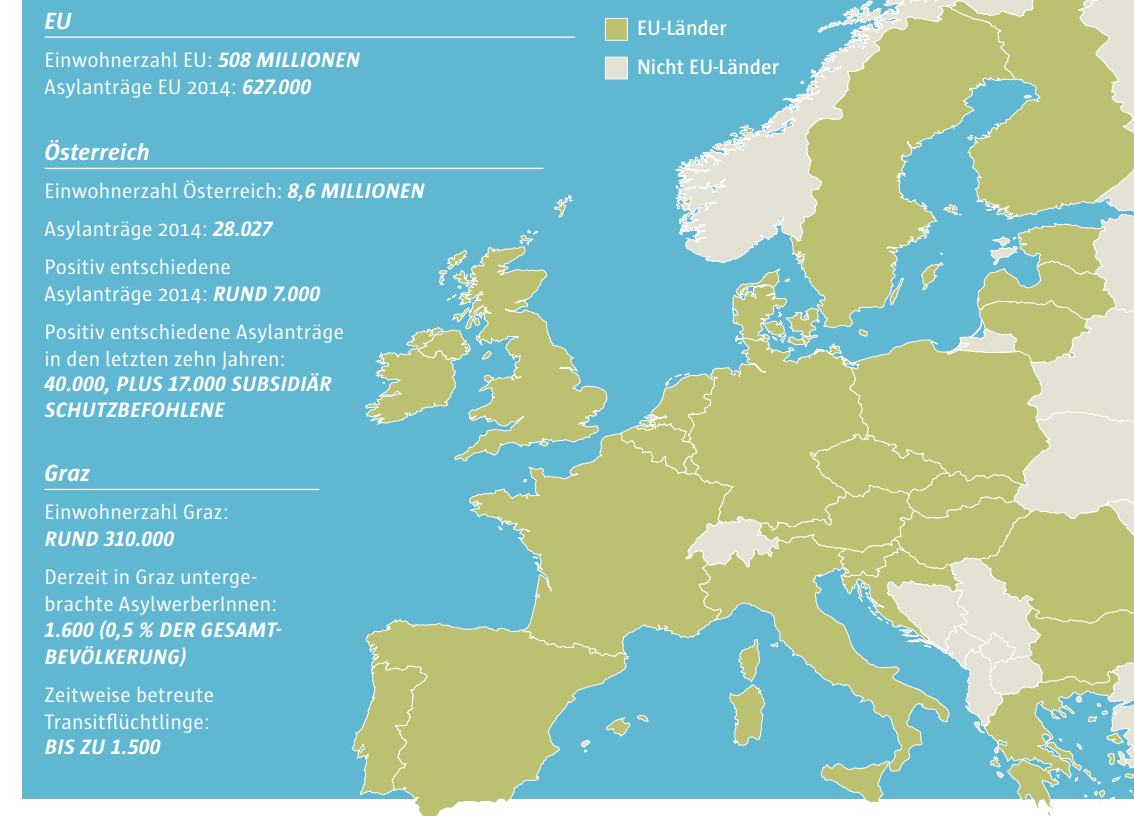 EU
Einwohnerzahl EU: 508 MILLIONEN
Asylanträge EU 2014: 627.000
Österreich
Einwohnerzahl Österreich: 8,6 MILLIONEN
Asylanträge 2014: 28.027
Positiv entschiedene
Asylanträge 2014: RUND 7.000
Positiv entschiedene Asylanträge
in den letzten zehn Jahren:
40.000, PLUS 17.000 SUBSIDIÄR
SCHUTZBEFOHLENE
Graz
Einwohnerzahl Graz:
RUND 310.000
Derzeit in Graz unterge-
brachte AsylwerberInnen:
1.600 (0,5 % DER GESAMT-
BEVÖLKERUNG)
Zeitweise betreute
Transitflüchtlinge:
BIS ZU 1.500
EU-Länder
Nicht EU-Länder